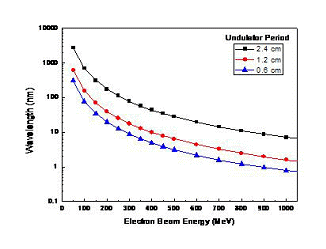 Undulator Period
2.4 cm
1.2 cm
0.6 cm
10000
1000
100
10
1
0.1
Wavelength (nm)
0 100 200 300 400 500 600 700 800 900 1000
Electron Beam Energy (MeV)